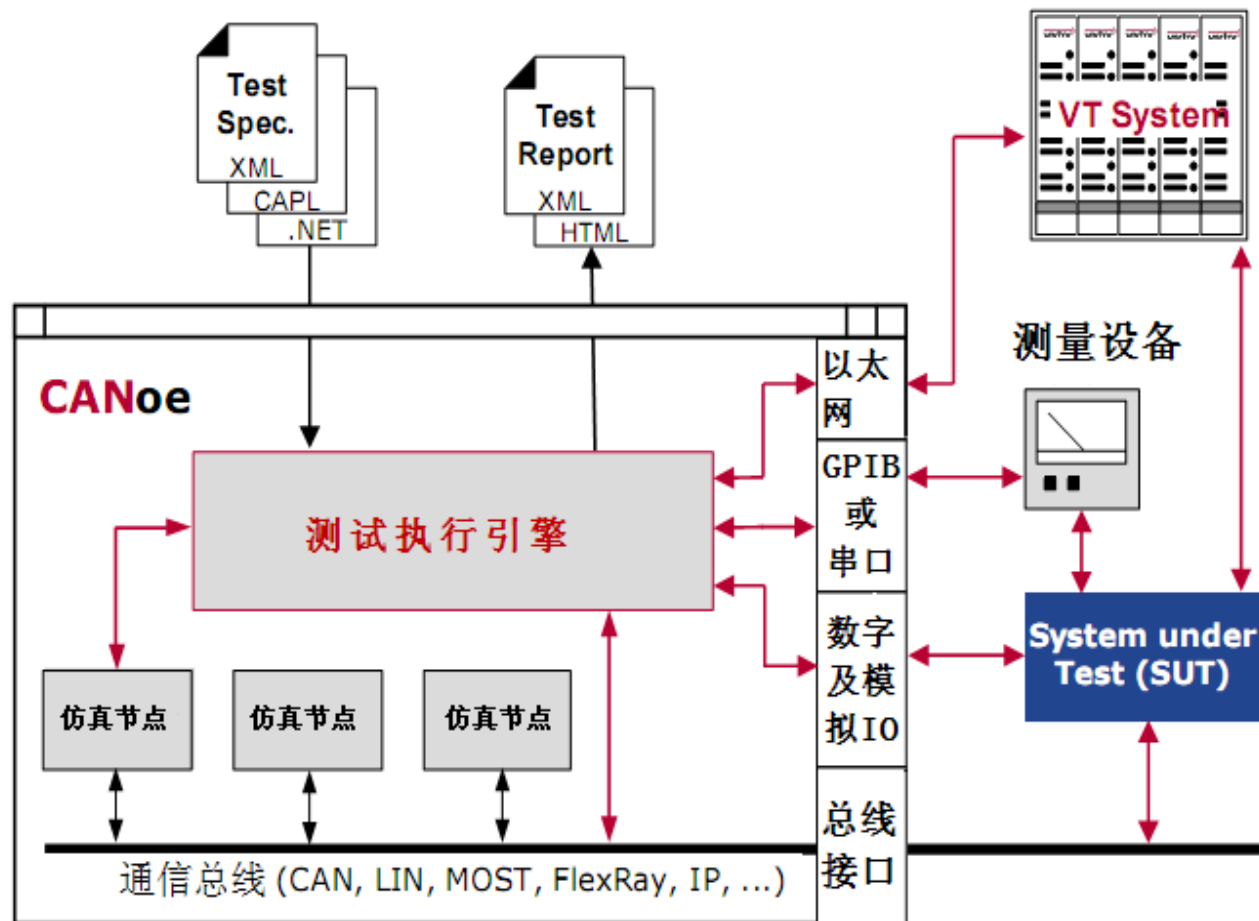 Test
Spec.
XML
CAPL
.NET
Test
Report
XML
HTML
VT System
测量设备
CANoe
以太
网
GPIB
或
串口
测试执行引擎
数字
及模
拟IO
System under
Test (SUT)
仿真节点
仿真节点
仿真节点
总线
接口
通信总线 (CAN, LIN, MOST, FlexRay, IP, ...)